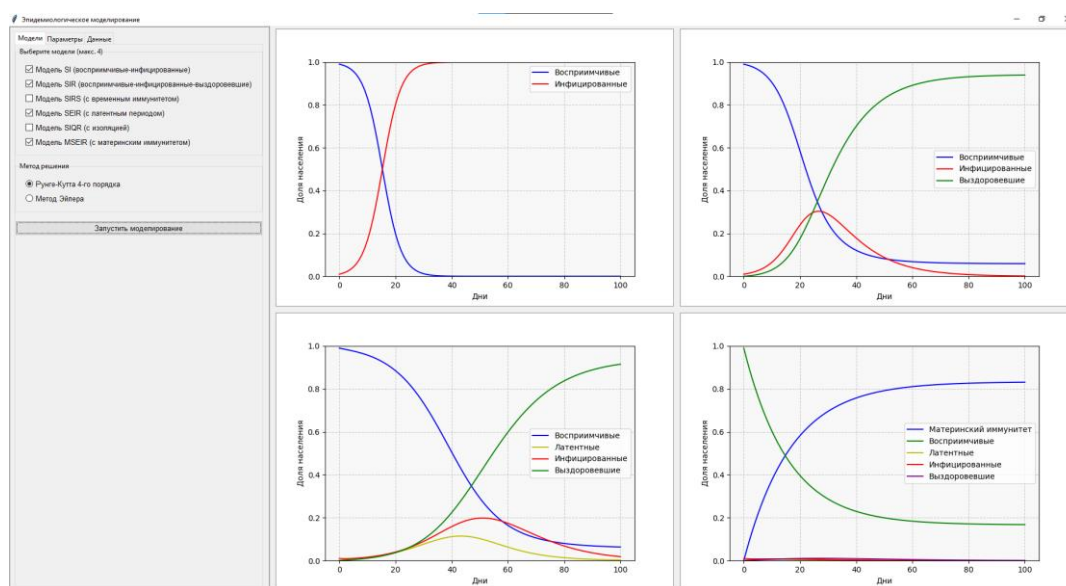 Эпидемиологическое моделирование
Модели Параметры Данные
Выберите модели (макс. 4)
Модель SI (восприимчивые-инфицированные)
Модель SIR (восприимчивые-инфицированные-выздоровевшие)
Модель SIRS (с временным иммунитетом)
Модель SEIR (с латентным периодом)
Модель SIQR (с изоляцией)
Модель MSEIR (с материнским иммунитетом)
Метод решения
Рунге-Кутта 4-го порядка
Метод Эйлера
Запустить моделирование
Доля населения
1.0
0.8
0.6
0.4
0.2
0.0
0 20 40 60 80 100
Дни
Восприимчивые
Инфицированные
Доля населения
1.0
0.8
0.6
0.4
0.2
0.0
0 20 40 60 80 100
Дни
Восприимчивые
Инфицированные
Выздоровевшие
Доля населения
1.0
0.8
0.6
0.4
0.2
0.0
0 20 40 60 80 100
Дни
Восприимчивые
Латентные
Инфицированные
Выздоровевшие
Доля населения
1.0
0.8
0.6
0.4
0.2
0.0
0 20 40 60 80 100
Дни
Материнский иммунитет
Восприимчивые
Латентные
Инфицированные
Выздоровевшие